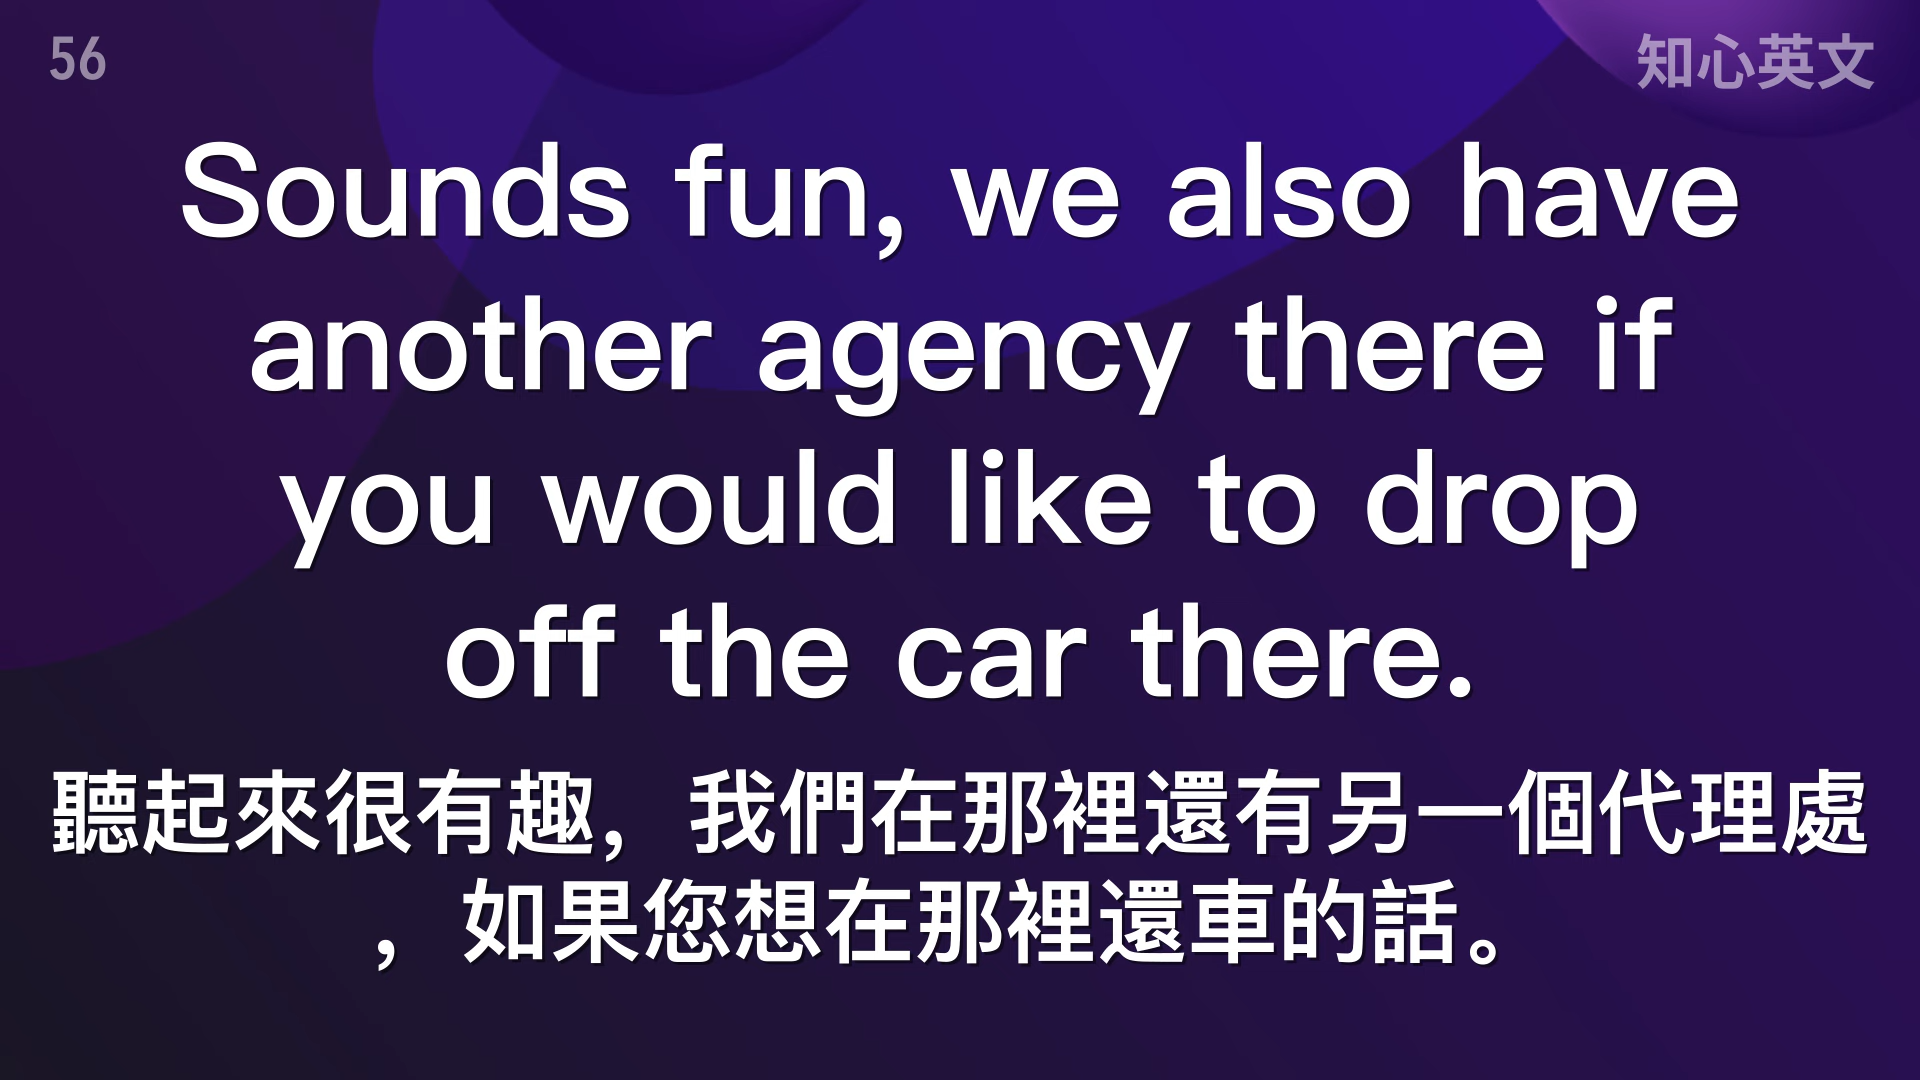 56
知心英文
Sounds fun, we also have
another agency there if
you would like to drop
off the car there.
聽起來很有趣，我們在那裡還有另一個代理處
，如果您想在那裡還車的話。